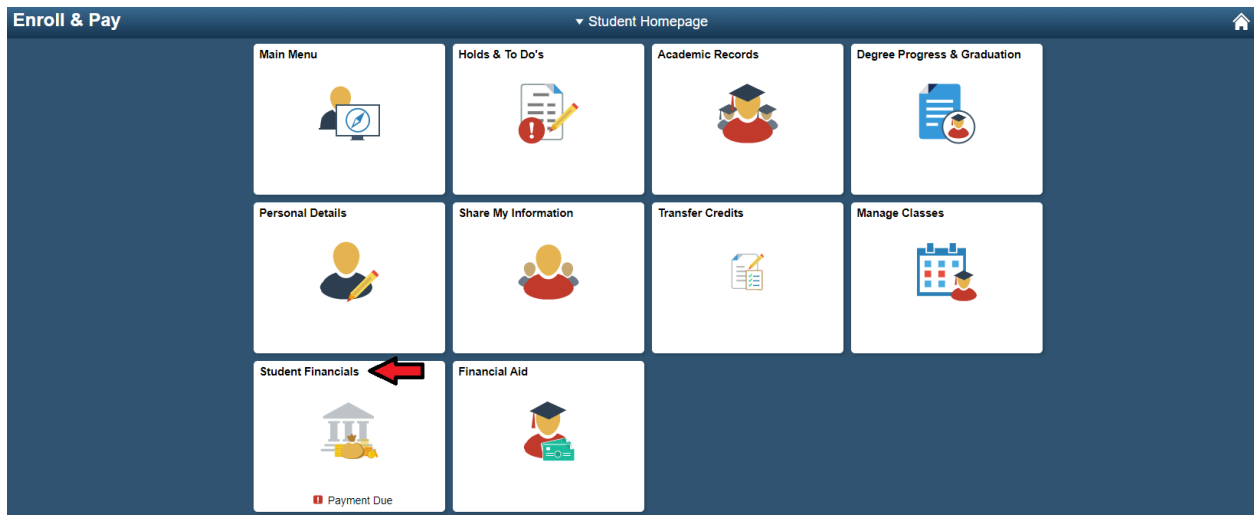 Enroll & Pay
▼ Student Homepage
Main Menu
Holds & To Do's
Academic Records
Degree Progress & Graduation
Personal Details
Share My Information
Transfer Credits
Manage Classes
Student Financials
Financial Aid
! Payment Due